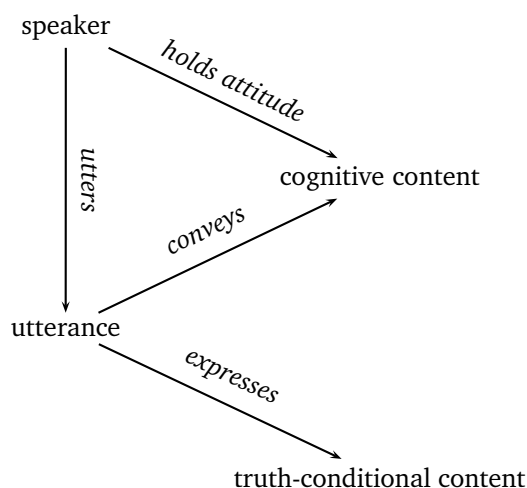 speaker
holds attitude
utters
cognitive content
conveys
utterance
expresses
truth-conditional content